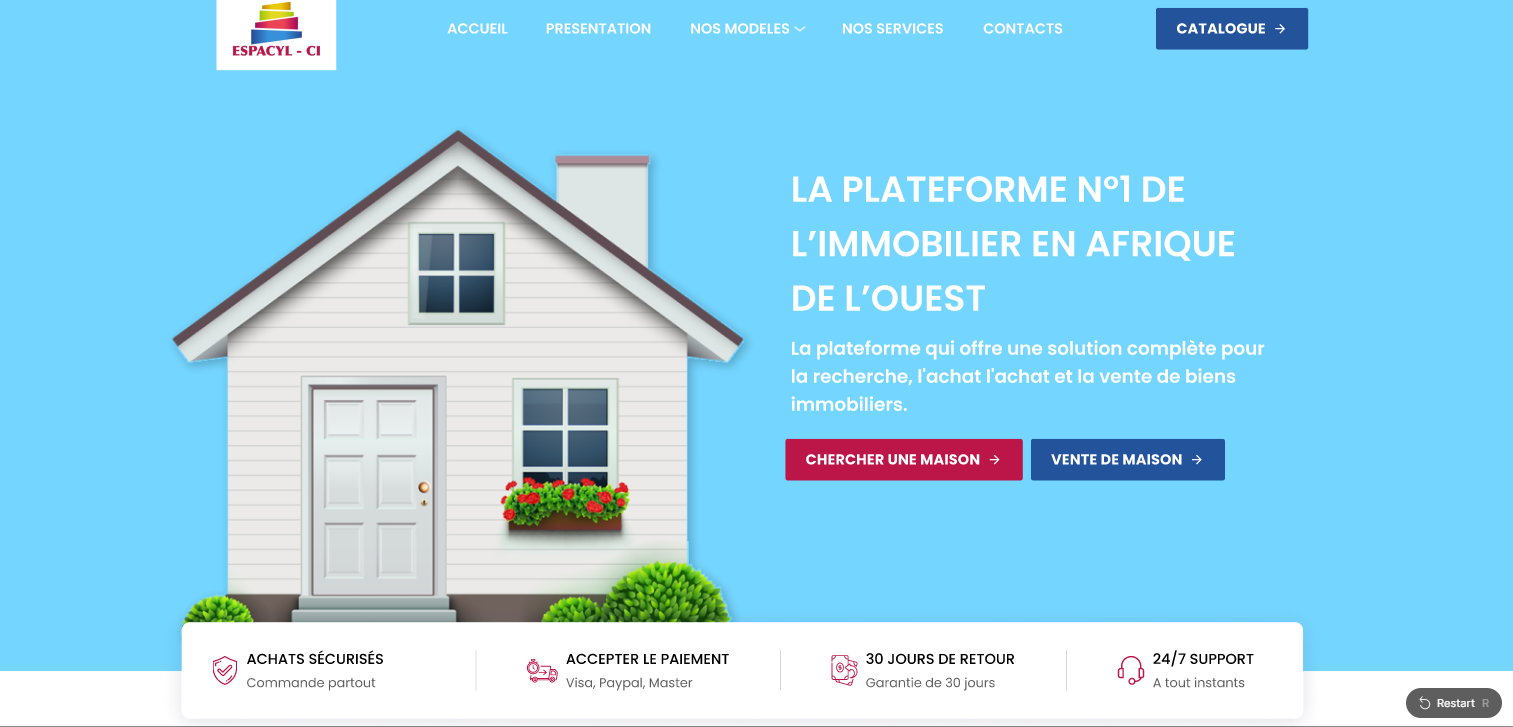 ESPACYL - CI
ACCUEIL
PRESENTATION
NOS MODELES
NOS SERVICES
CONTACTS
CATALOGUE
LA PLATEFORME N°1 DE
L'IMMOBILIER EN AFRIQUE
DE L'OUEST
La plateforme qui offre une solution complète pour
la recherche, l'achat l'achat et la vente de biens
immobiliers.
CHERCHER UNE MAISON
VENTE DE MAISON
ACHATS SÉCURISÉS
Commande partout
ACCEPTER LE PAIEMENT
Visa, Paypal, Master
30 JOURS DE RETOUR
Garantie de 30 jours
24/7 SUPPORT
A tout instants
Restart R